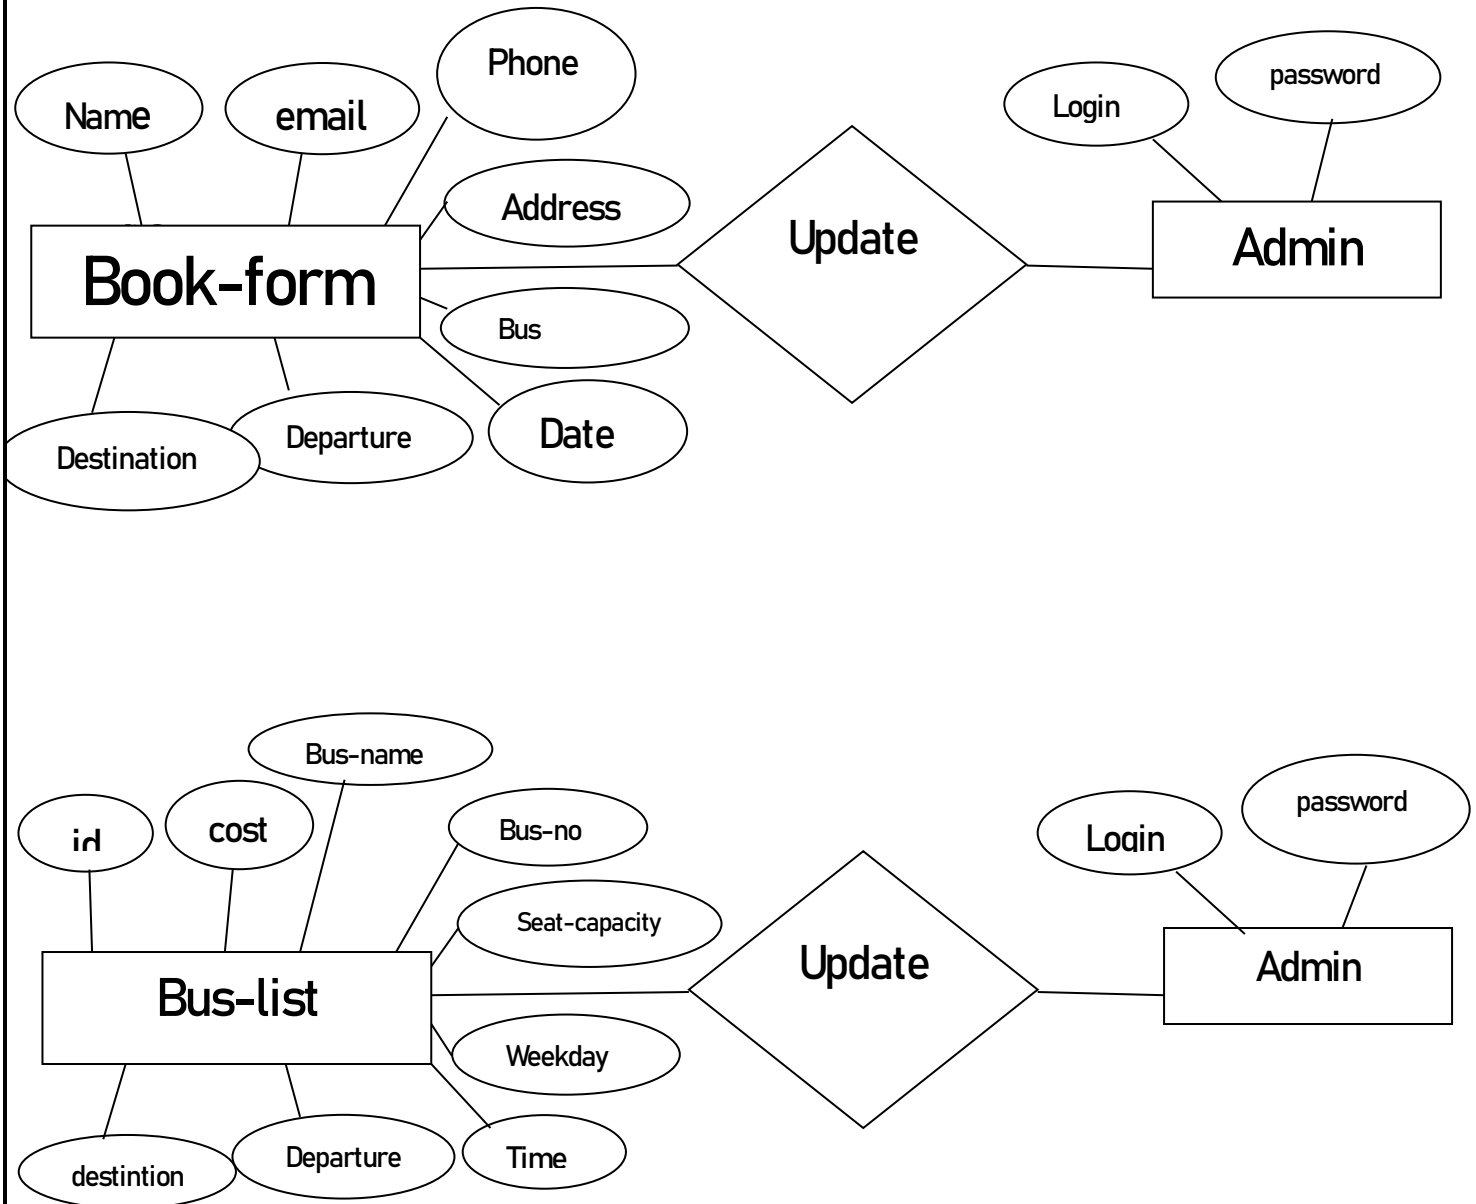 Phone
password
Name
email
Login
Address
Update
Admin
Book-form
Bus
Date
Departure
Destination
Bus-name
password
id
cost
Bus-no
Login
Seat-capacity
Update
Admin
Bus-list
Weekday
Time
Departure
destintion